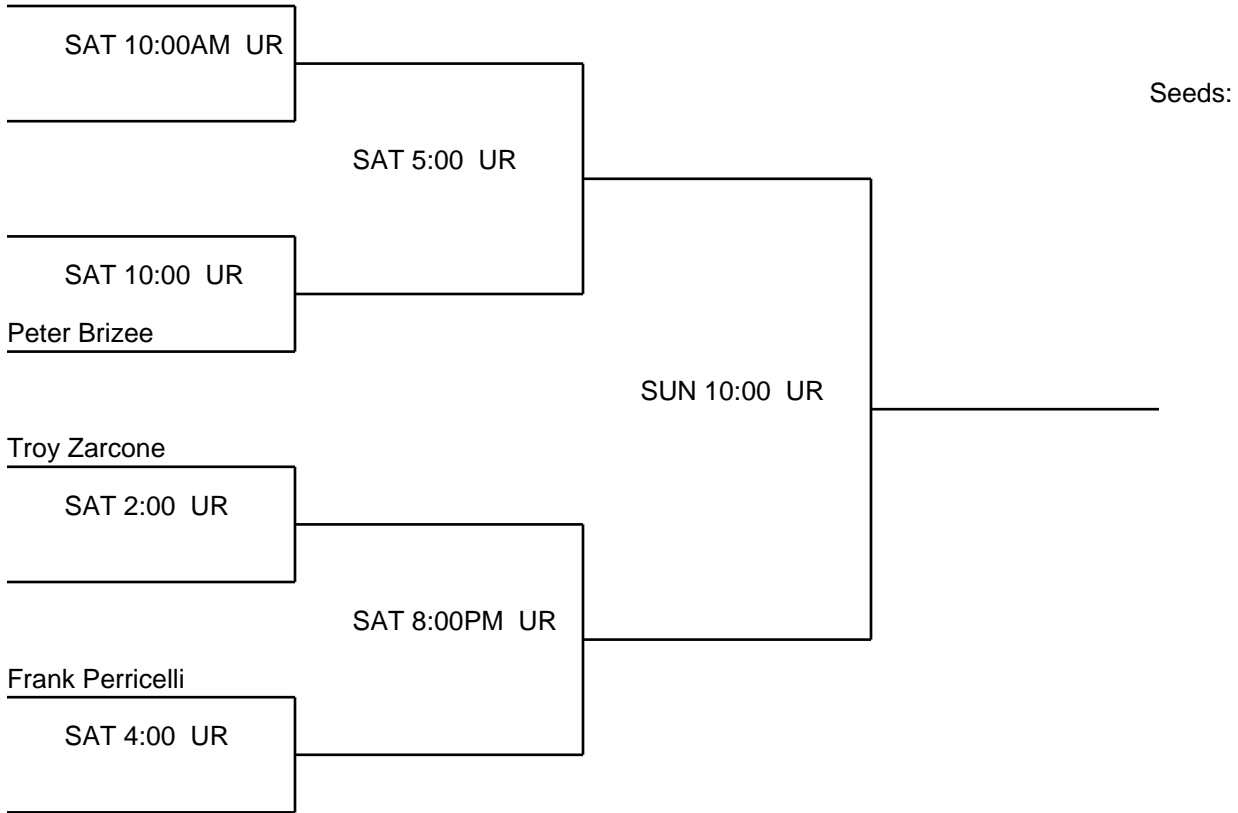 SAT 10:00AM  UR
Seeds:
SAT 5:00  UR
SAT 10:00  UR
Peter Brizee
SUN 10:00  UR
Troy Zarcone
SAT 2:00  UR
SAT 8:00PM  UR
Frank Perricelli
SAT 4:00  UR